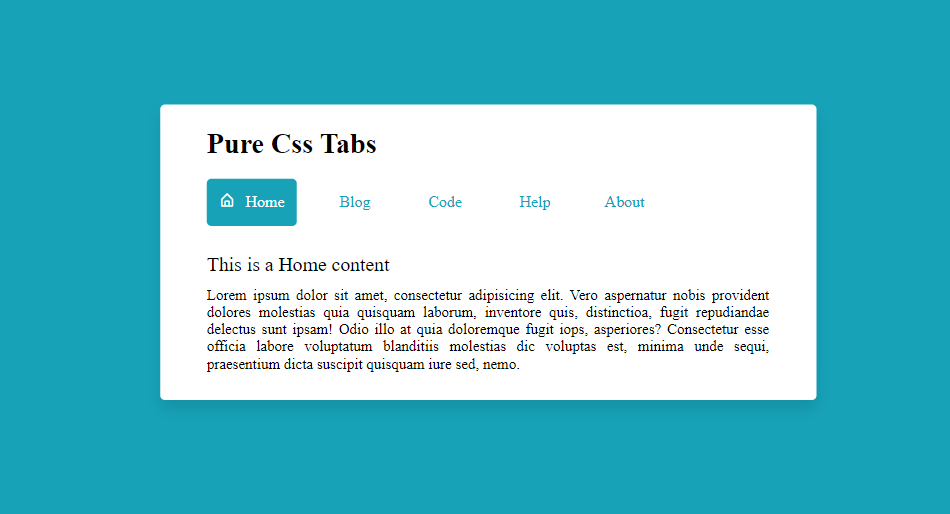 Pure Css Tabs
Home Blog Code Help About
This is a Home content
Lorem ipsum dolor sit amet, consectetur adipisicing elit. Vero aspernatur nobis provident
dolores molestias quia quisquam laborum, inventore quis, distinctioa, fugit repudiandae
delectus sunt ipsam! Odio illo at quia doloremque fugit iops, asperiores? Consectetur esse
officia labore voluptatum blanditiis molestias dic voluptas est, minima unde sequi,
praesentium dicta suscipit quisquam iure sed, nemo.